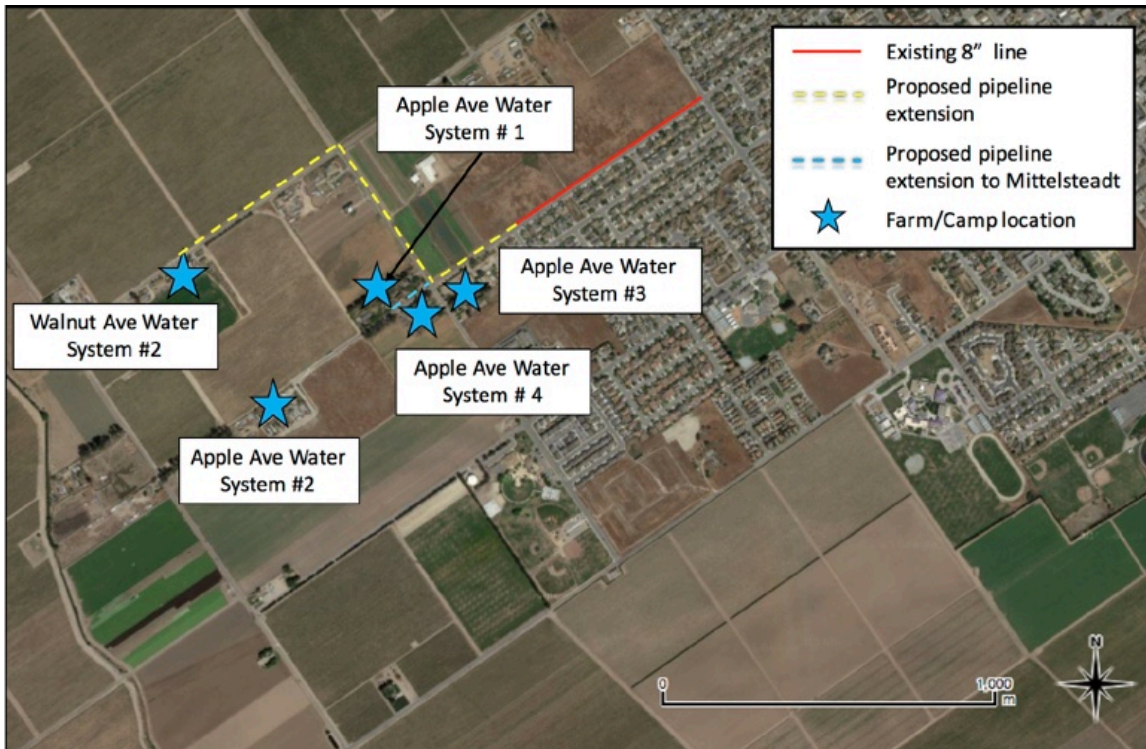 Existing 8” line
Proposed pipeline
extension
Proposed pipeline
extension to Mittelsteadt
Farm/Camp location
Apple Ave Water
System # 1
Apple Ave Water
System #3
Walnut Ave Water
System #2
Apple Ave Water
System # 4
Apple Ave Water
System #2
N
0
1,000
m